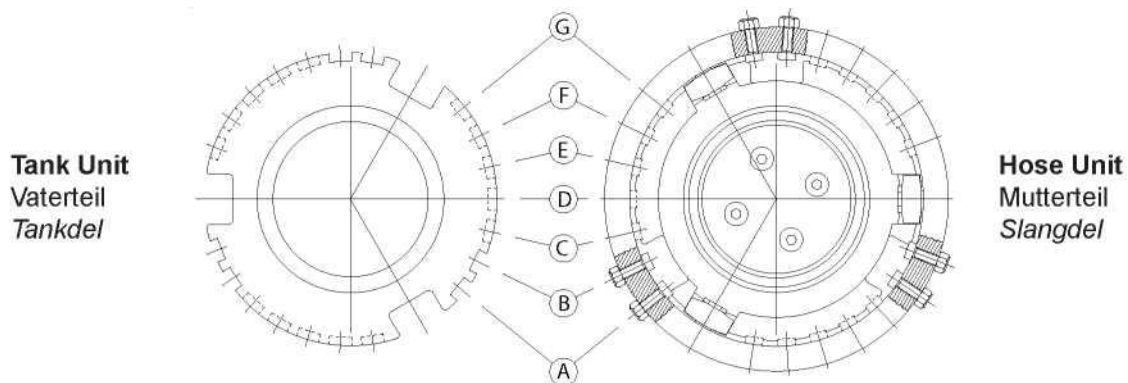 Tank Unit
Vaterteil
Tankdel
G
F
E
D
C
B
A
Hose Unit
Mutterteil
Slangdel